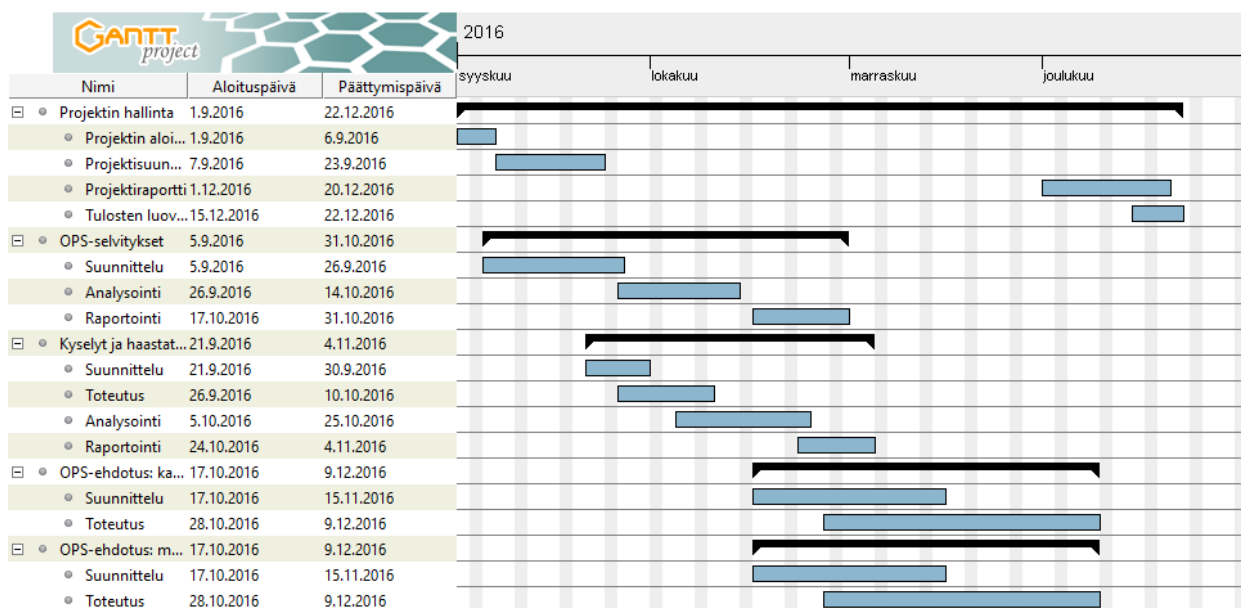 GANTT project
2016
syyskuu lokakuu marraskuu joulukuu
Nimi Aloituspäivä Päättymispäivä
Projektin hallinta 1.9.2016 22.12.2016
Projektin aloi... 1.9.2016 6.9.2016
Projektisuun... 7.9.2016 23.9.2016
Projektiraportti 1.12.2016 20.12.2016
Tulosten luov... 15.12.2016 22.12.2016
OPS-selvitykset 5.9.2016 31.10.2016
Suunnittelu 5.9.2016 26.9.2016
Analysointi 26.9.2016 14.10.2016
Raportointi 17.10.2016 31.10.2016
Kyselyt ja haastat... 21.9.2016 4.11.2016
Suunnittelu 21.9.2016 30.9.2016
Toteutus 26.9.2016 10.10.2016
Analysointi 5.10.2016 25.10.2016
Raportointi 24.10.2016 4.11.2016
OPS-ehdotus: ka... 17.10.2016 9.12.2016
Suunnittelu 17.10.2016 15.11.2016
Toteutus 28.10.2016 9.12.2016
OPS-ehdotus: m... 17.10.2016 9.12.2016
Suunnittelu 17.10.2016 15.11.2016
Toteutus 28.10.2016 9.12.2016